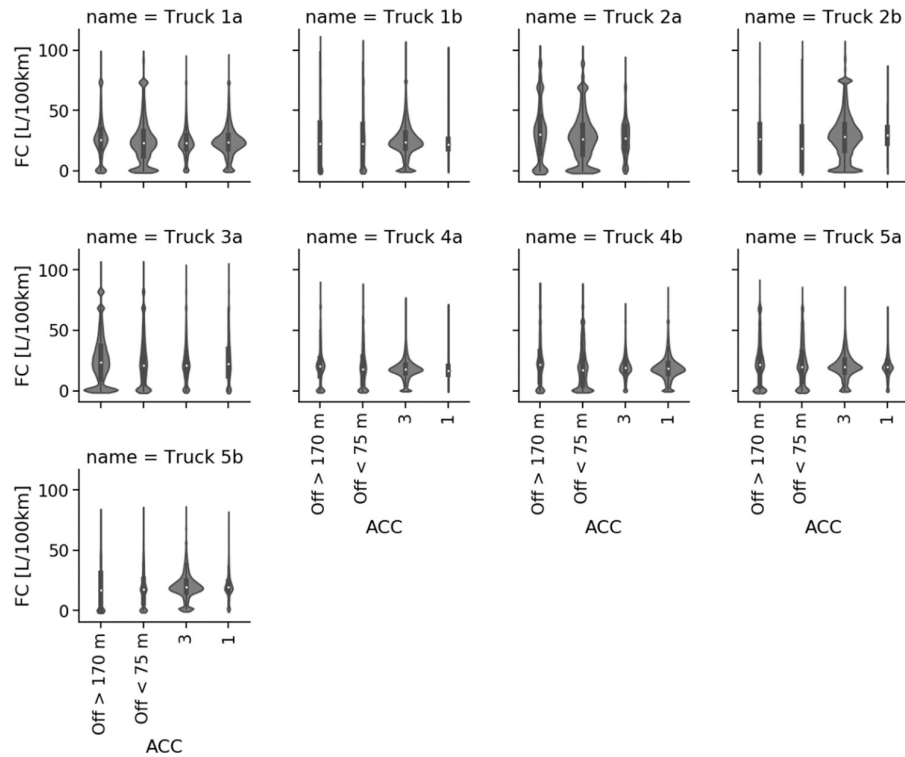 name = Truck 1a
name = Truck 1b
name = Truck 2a
name = Truck 2b
FC [L/100km]
100
50
0
name = Truck 3a
name = Truck 4a
name = Truck 4b
name = Truck 5a
FC [L/100km]
100
50
0
Off > 170 m
Off < 75 m
3
1
ACC
Off > 170 m
Off < 75 m
3
1
ACC
Off > 170 m
Off < 75 m
3
1
ACC
name = Truck 5b
FC [L/100km]
100
50
0
Off > 170 m
Off < 75 m
3
1
ACC